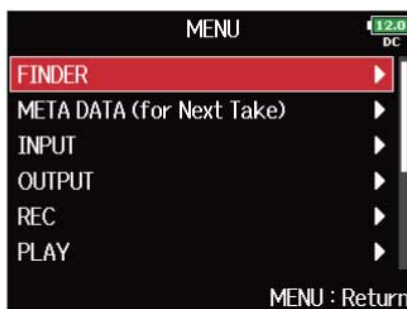 MENU
12.0
DC
FINDER
META DATA (for Next Take)
INPUT
OUTPUT
REC
PLAY
MENU : Return